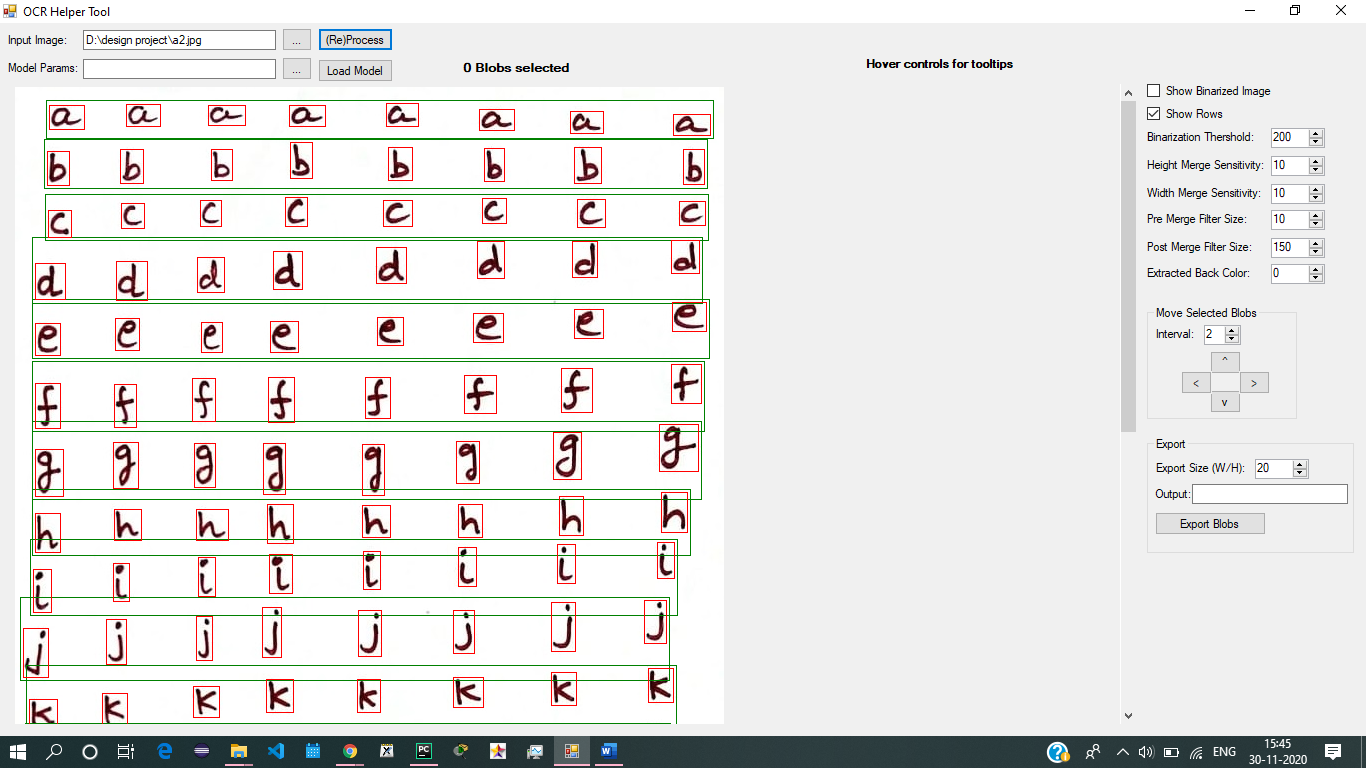 OCR Helper Tool
Input Image: D:\design project\a2.jpg ... (Re)Process
Hover controls for tooltips
Model Params: ... Load Model 0 Blobs selected
Show Binarized Image
Show Rows
Binarization Thershold: 200
Height Merge Sensitivity: 10
Width Merge Sensitivity: 10
Pre Merge Filter Size: 10
Post Merge Filter Size: 150
Extracted Back Color: 0
Move Selected Blobs
Interval: 2
^
< >
v
Export
Export Size (W/H): 20
Output:
Export Blobs
a a a a a a a a
b b b b b b b b
c c c c c c c c
d d d d d d d d
e e e e e e e e
f f f f f f f f
g g g g g g g g
h h h h h h h h
i i i i i i i i
j j j j j j j j
k k k k k k k k
ENG
15:45
30-11-2020